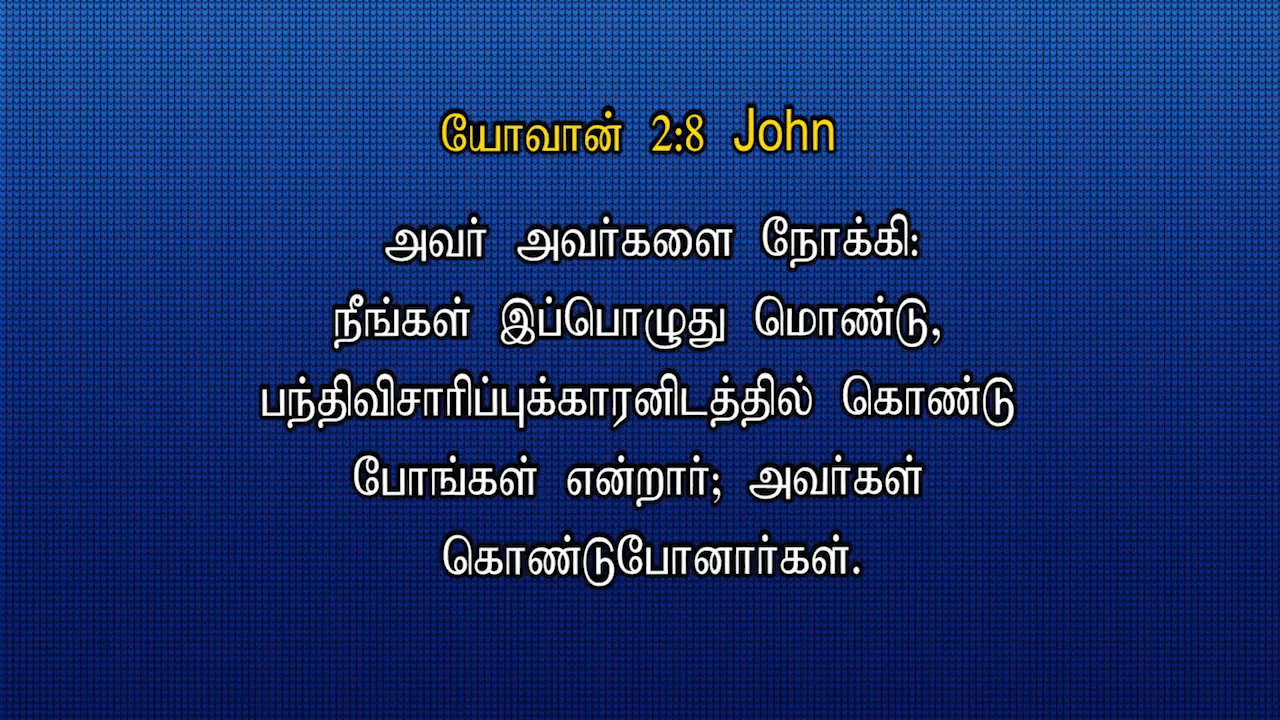 யோவான் 2:8 John
அவர் அவர்களை நோக்கி:
நீங்கள் இப்பொழுது மொண்டு,
பந்திவிசாரிப்புக்காரனிடத்தில் கொண்டு
போங்கள் என்றார்; அவர்கள்
கொண்டுபோனார்கள்.